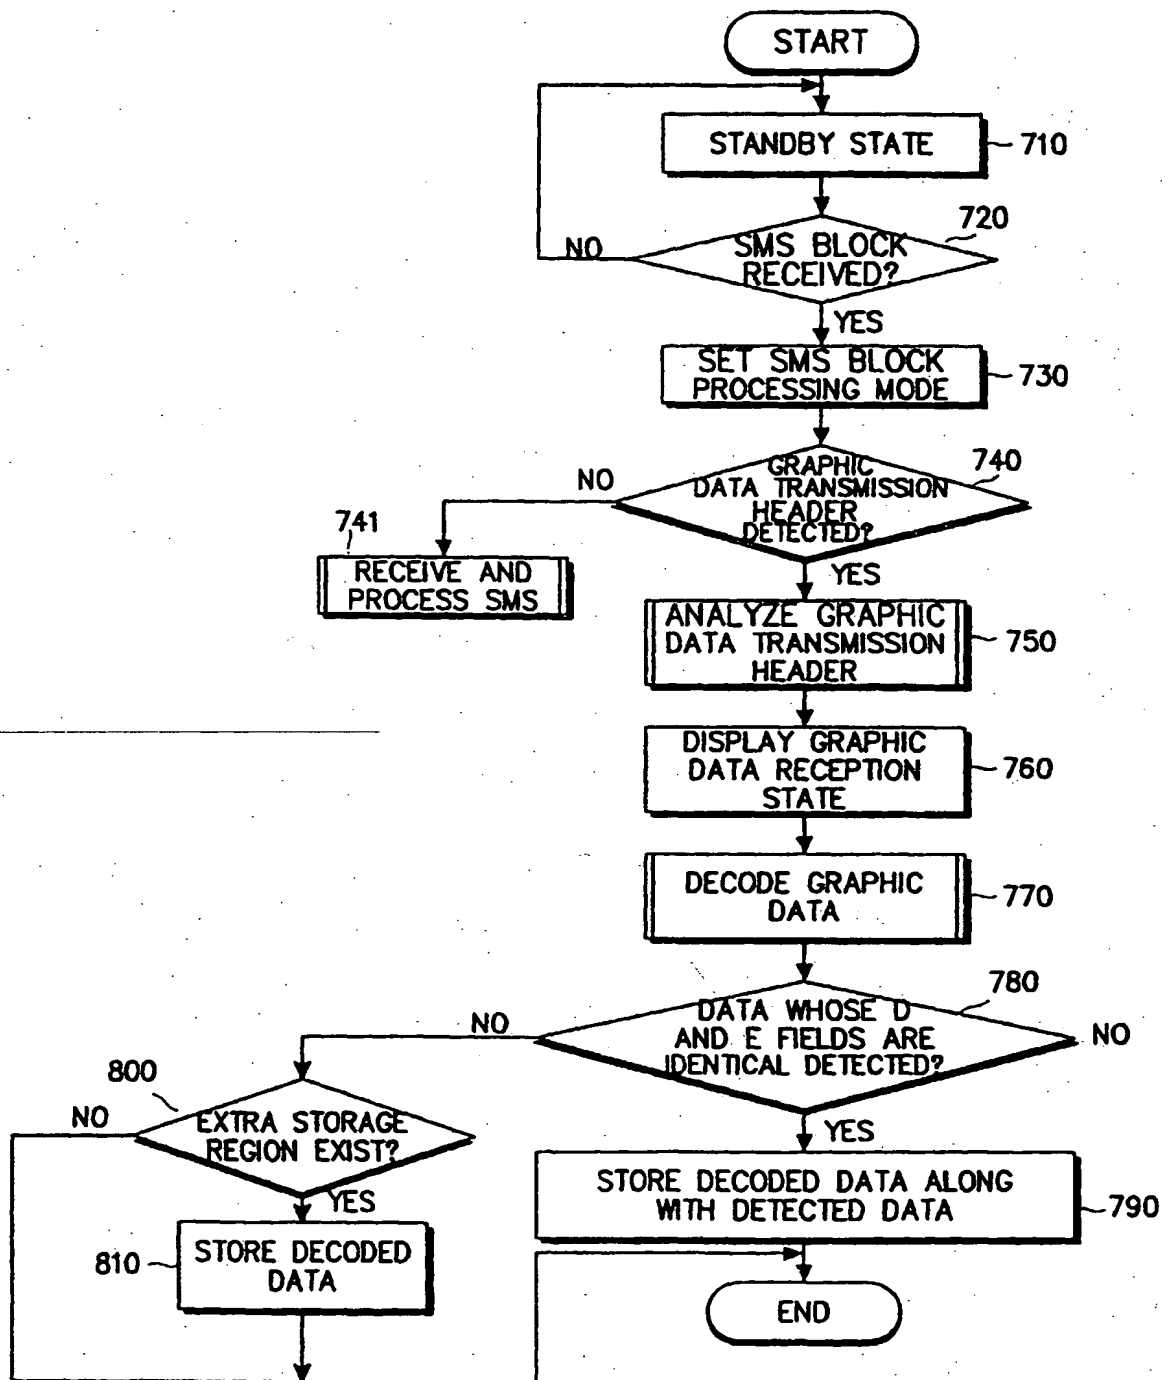 START
STANDBY STATE
710
720
SMS BLOCK
RECEIVED?
NO
YES
SET SMS BLOCK
PROCESSING MODE
730
740
GRAPHIC
DATA TRANSMISSION
HEADER
DETECTED?
NO
741
RECEIVE AND
PROCESS SMS
YES
ANALYZE GRAPHIC
DATA TRANSMISSION
HEADER
750
DISPLAY GRAPHIC
DATA RECEPTION
STATE
760
DECODE GRAPHIC
DATA
770
780
DATA WHOSE D
AND E FIELDS ARE
IDENTICAL DETECTED?
NO
NO
800
EXTRA STORAGE
REGION EXIST?
NO
YES
YES
STORE DECODED DATA ALONG
WITH DETECTED DATA
790
STORE DECODED
DATA
810
END